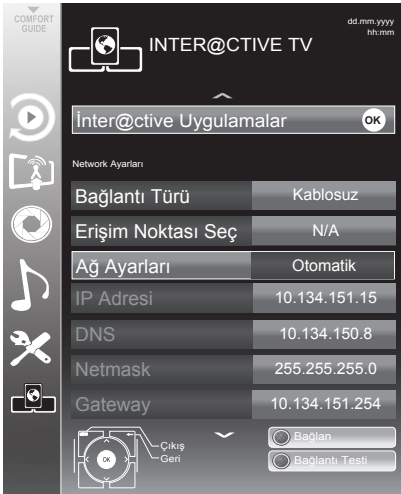 COMFORT
GUIDE
INTER@CTIVE TV
dd.mm.yyyy
hh:mm
İnter@ctive Uygulamalar OK
Network Ayarları
Bağlantı Türü Kablosuz
Erişim Noktası Seç N/A
Ağ Ayarları Otomatik
IP Adresi 10.134.151.15
DNS 10.134.150.8
Netmask 255.255.255.0
Gateway 10.134.151.254
OK
Çıkış
Geri
Bağlan
Bağlantı Testi